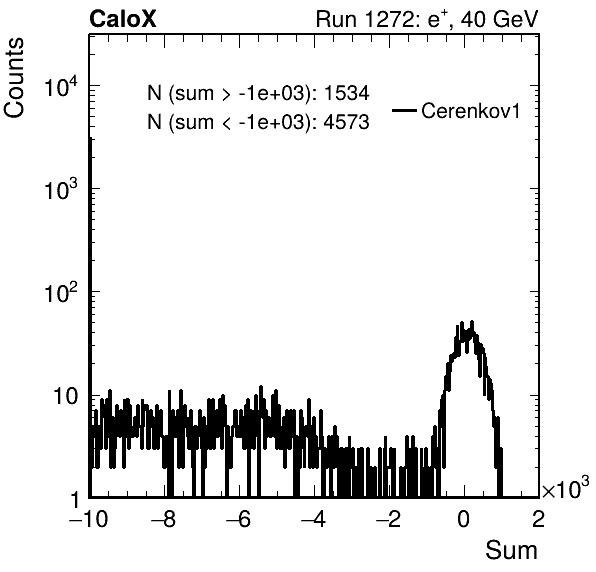 CaloX Run 1272: e⁺, 40 GeV
Counts
N (sum > -1e+03): 1534
N (sum < -1e+03): 4573
Cerenkov1
10⁴
10³
10²
10
1
−10 −8 −6 −4 −2 0 2
×10³
Sum